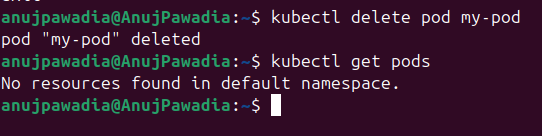 anujpawadia@AnujPawadia:~$ kubectl delete pod my-pod
pod "my-pod" deleted
anujpawadia@AnujPawadia:~$ kubectl get pods
No resources found in default namespace.
anujpawadia@AnujPawadia:~$